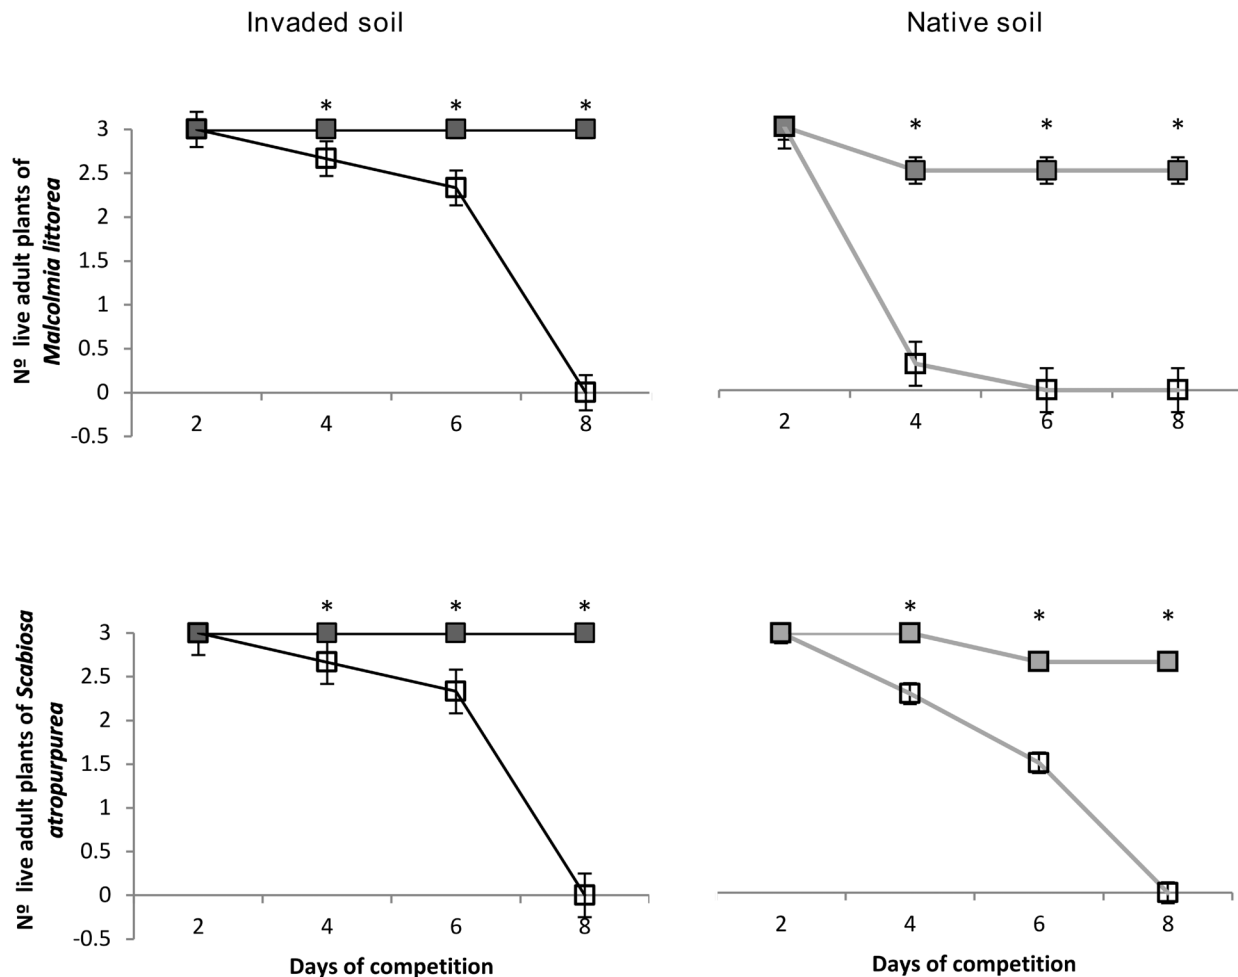 Invaded soil
Native soil
Nº live adult plants of
Malcolmia littorea
3
2.5
2
1.5
1
0.5
0
-0.5
* * *
2 4 6 8
* * *
2 4 6 8
Nº live adult plants of Scabiosa
atropurpurea
3
2.5
2
1.5
1
0.5
0
-0.5
* * *
2 4 6 8
Days of competition
* * *
2 4 6 8
Days of competition